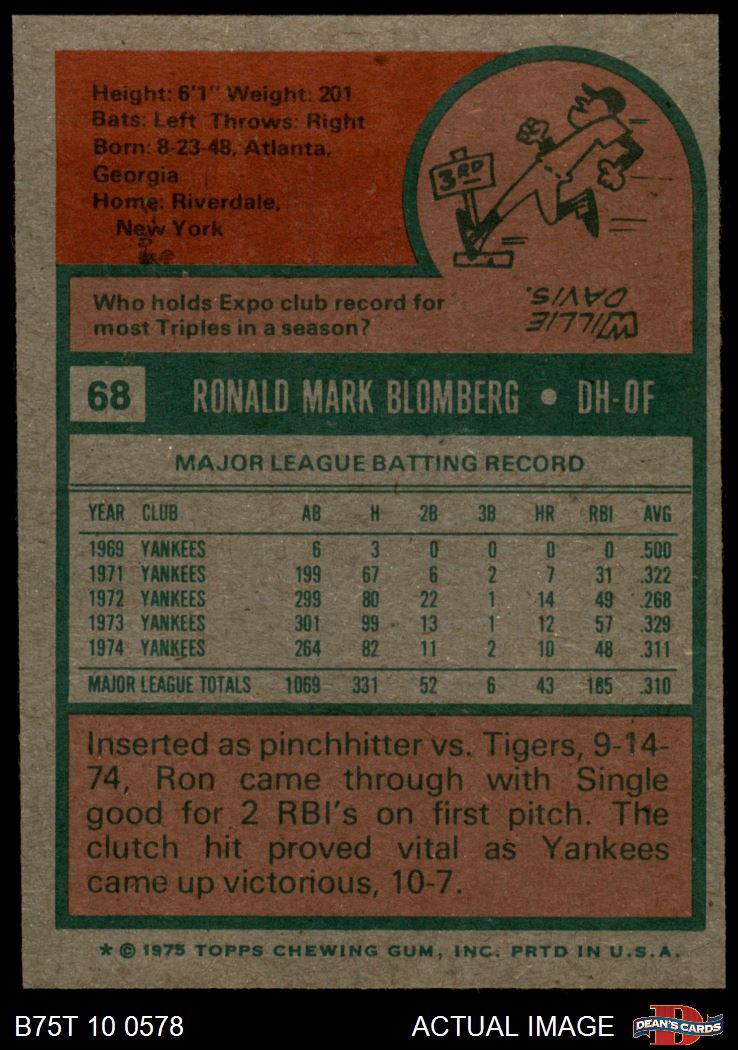 Height: 6'1" Weight: 201
Bats: Left Throws: Right
Born: 8-23-48, Atlanta,
Georgia
Home: Riverdale,
New York
3RD
Who holds Expo club record for
most Triples in a season?
WILLIE
DAVIS.
68 RONALD MARK BLOMBERG • DH-OF
MAJOR LEAGUE BATTING RECORD
YEAR CLUB AB H 2B 3B HR RBI AVG
1969 YANKEES 6 3 0 0 0 0 .500
1971 YANKEES 199 67 6 2 7 31 .322
1972 YANKEES 299 80 22 1 14 49 .268
1973 YANKEES 301 99 13 1 12 57 .329
1974 YANKEES 264 82 11 2 10 48 .311
MAJOR LEAGUE TOTALS 1069 331 52 6 43 185 .310
Inserted as pinchhitter vs. Tigers, 9-14-
74, Ron came through with Single
good for 2 RBI's on first pitch. The
clutch hit proved vital as Yankees
came up victorious, 10-7.
* © 1975 TOPPS CHEWING GUM, INC. PRTD IN U.S.A.
B75T 10 0578 ACTUAL IMAGE D DEAN'S CARDS